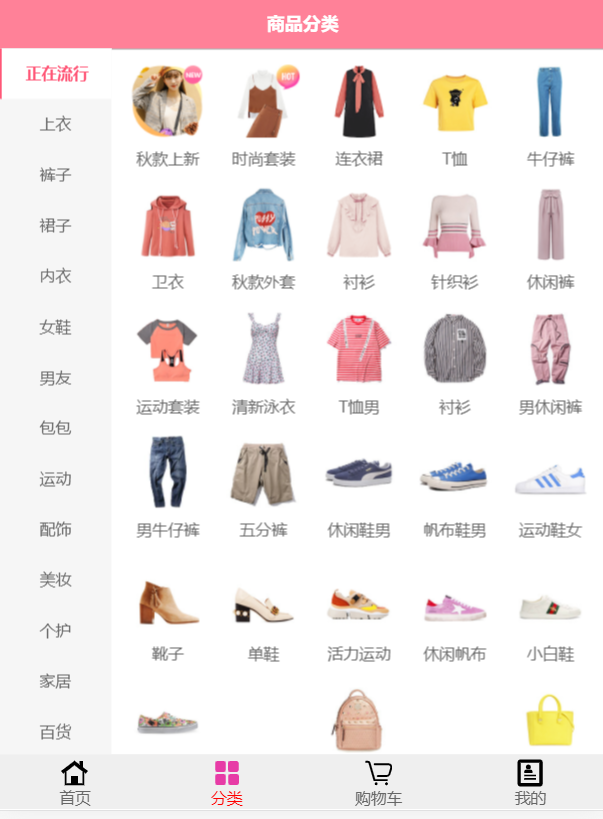 商品分类
正在流行
上衣
裤子
裙子
内衣
女鞋
男友
包包
运动
配饰
美妆
个护
家居
百货
NEW
HOT
秋款上新 时尚套装 连衣裙 T恤 牛仔裤
卫衣 秋款外套 衬衫 针织衫 休闲裤
运动套装 清新泳衣 T恤男 衬衫 男休闲裤
男牛仔裤 五分裤 休闲鞋男 帆布鞋男 运动鞋女
靴子 单鞋 活力运动 休闲帆布 小白鞋
首页 分类 购物车 我的